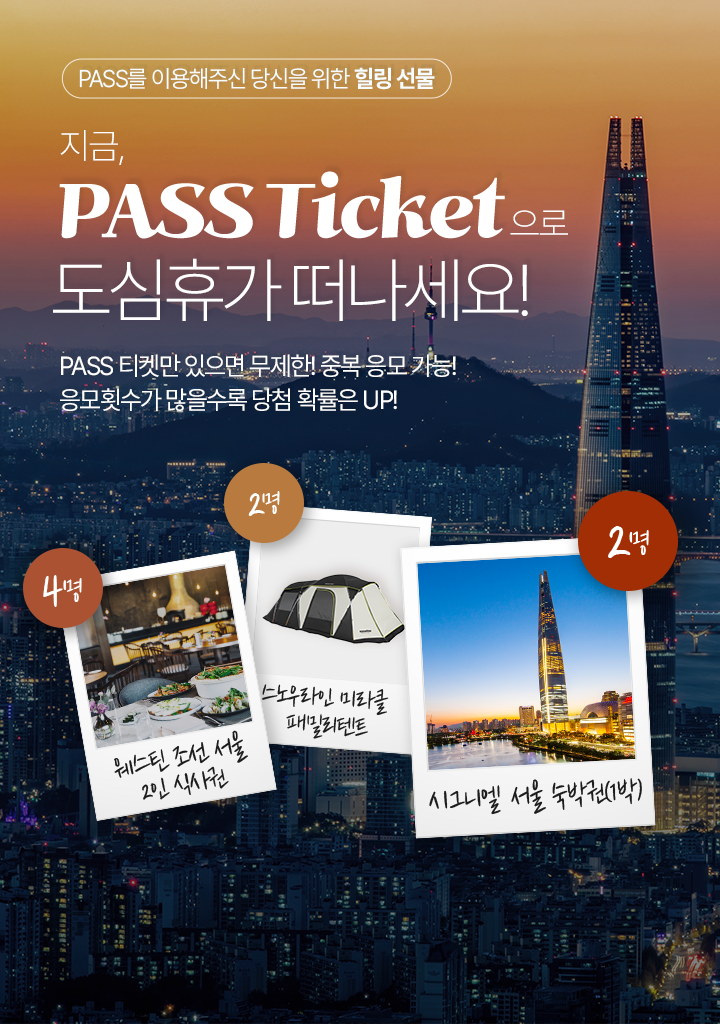 PASS를 이용해주신 당신을 위한 힐링 선물
지금,
PASS Ticket으로
도심휴가 떠나세요!
PASS 티켓만 있으면 무제한! 중복 응모 가능!
응모횟수가 많을수록 당첨 확률은 UP!
4명
웨스틴 조선 서울
2인 식사권
2명
스노우라인 미라클
패밀리텐트
2명
시그니엘 서울 숙박권(1박)